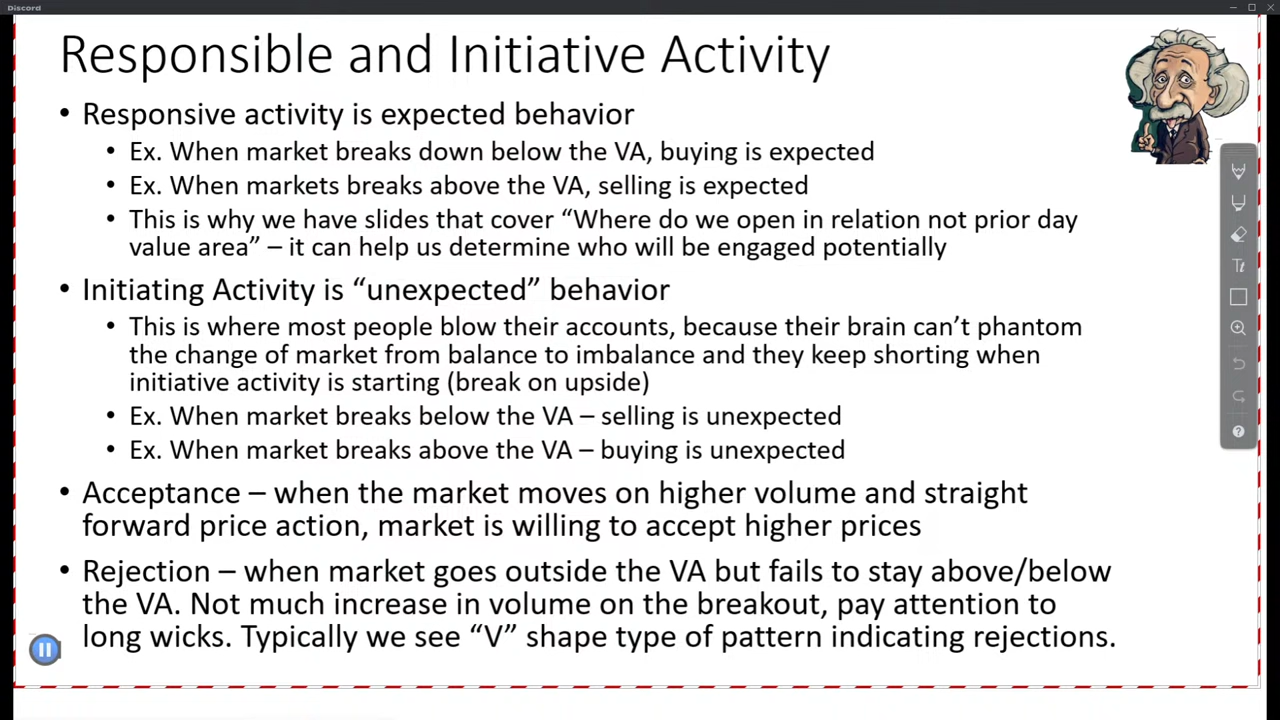 Discord
Responsible and Initiative Activity
• Responsive activity is expected behavior
• Ex. When market breaks down below the VA, buying is expected
• Ex. When markets breaks above the VA, selling is expected
• This is why we have slides that cover “Where do we open in relation not prior day
value area” – it can help us determine who will be engaged potentially
• Initiating Activity is “unexpected” behavior
• This is where most people blow their accounts, because their brain can’t phantom
the change of market from balance to imbalance and they keep shorting when
initiative activity is starting (break on upside)
• Ex. When market breaks below the VA – selling is unexpected
• Ex. When market breaks above the VA – buying is unexpected
• Acceptance – when the market moves on higher volume and straight
forward price action, market is willing to accept higher prices
• Rejection – when market goes outside the VA but fails to stay above/below
the VA. Not much increase in volume on the breakout, pay attention to
long wicks. Typically we see “V” shape type of pattern indicating rejections.